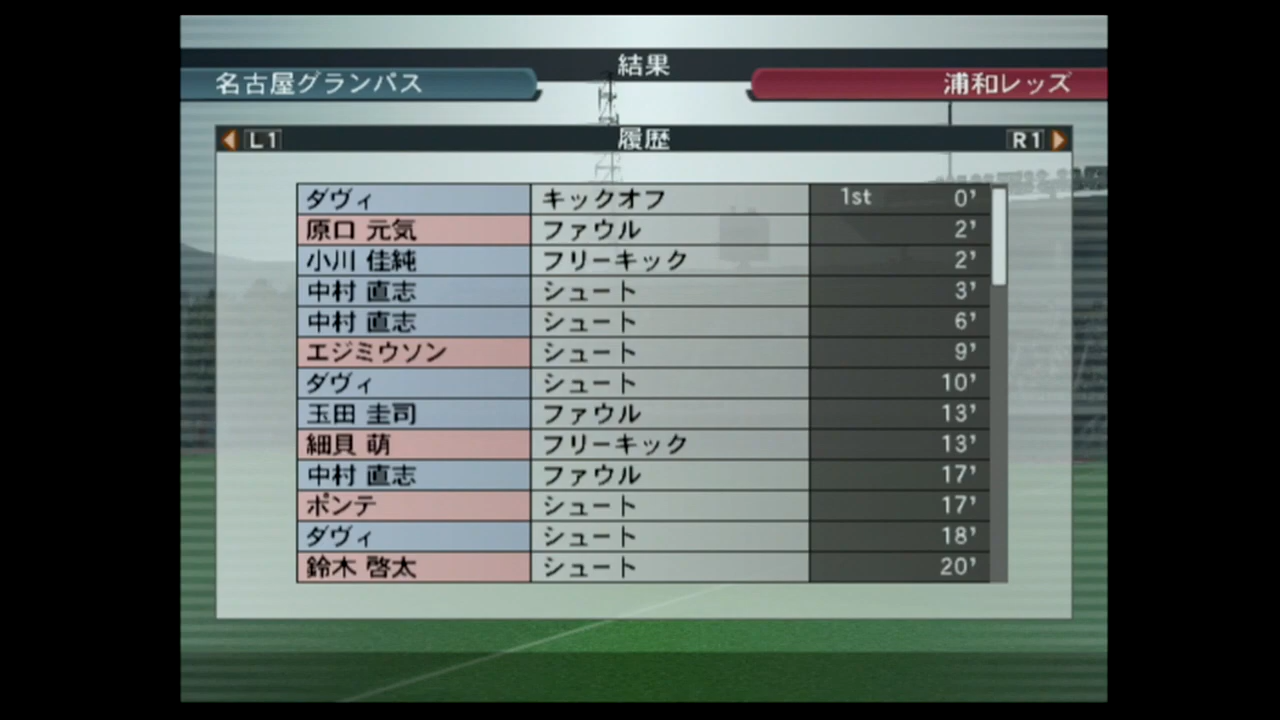 結果
名古屋グランパス 浦和レッズ
L1 履歴 R1
ダヴィ キックオフ 1st 0’
原口 元気 ファウル 2’
小川 佳純 フリーキック 2’
中村 直志 シュート 3’
中村 直志 シュート 6’
エジミウソン シュート 9’
ダヴィ シュート 10’
玉田 圭司 ファウル 13’
細貝 萌 フリーキック 13’
中村 直志 ファウル 17’
ポンテ シュート 17’
ダヴィ シュート 18’
鈴木 啓太 シュート 20’